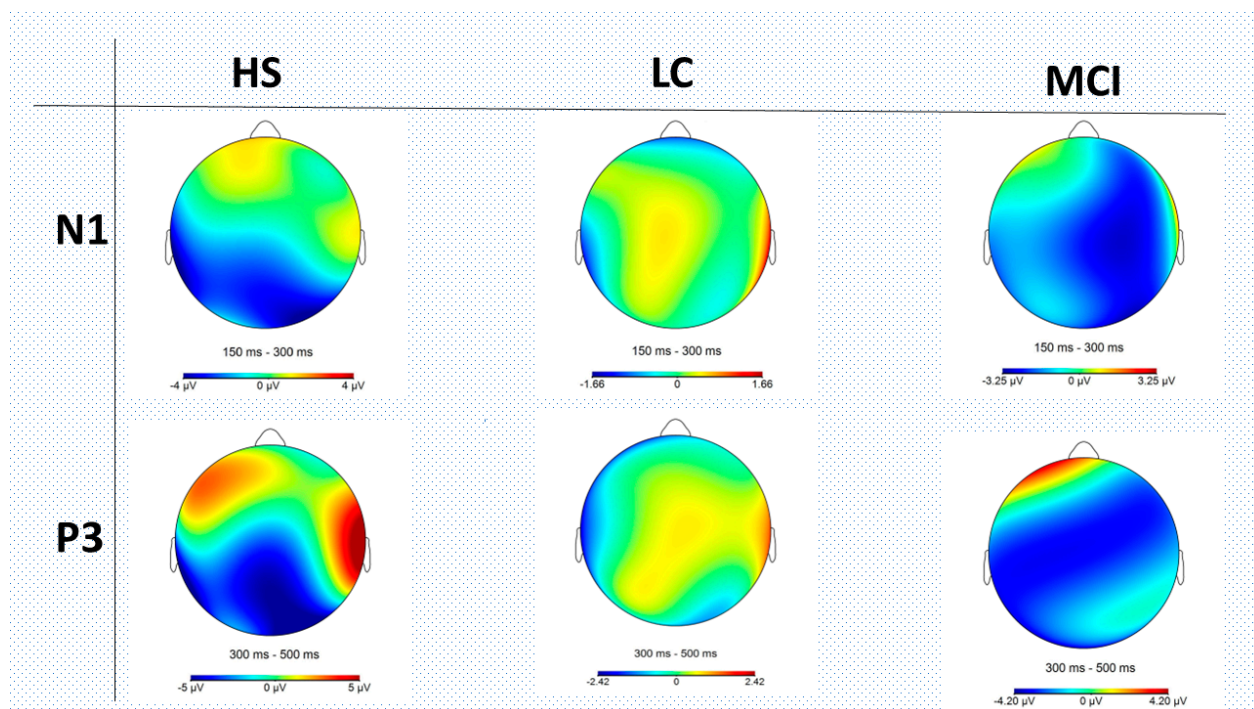 HS LC MCI
N1
150 ms - 300 ms 150 ms - 300 ms 150 ms - 300 ms
-4 µV 0 µV 4 µV -1.66 0 1.66 -3.25 µV 0 µV 3.25 µV
P3
300 ms - 500 ms 300 ms - 500 ms 300 ms - 500 ms
-5 µV 0 µV 5 µV -2.42 0 2.42 -4.20 µV 0 µV 4.20 µV